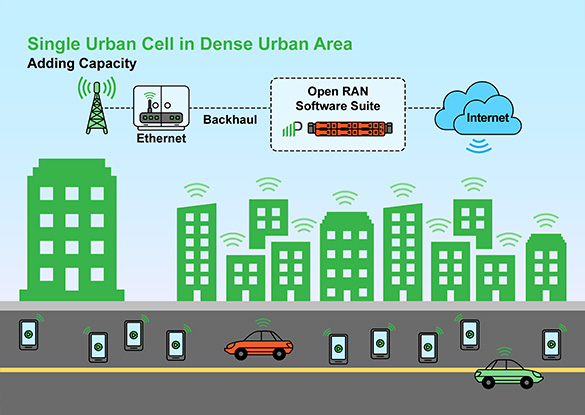 Single Urban Cell in Dense Urban Area
Adding Capacity
Open RAN
Software Suite
Ethernet
Backhaul
Internet